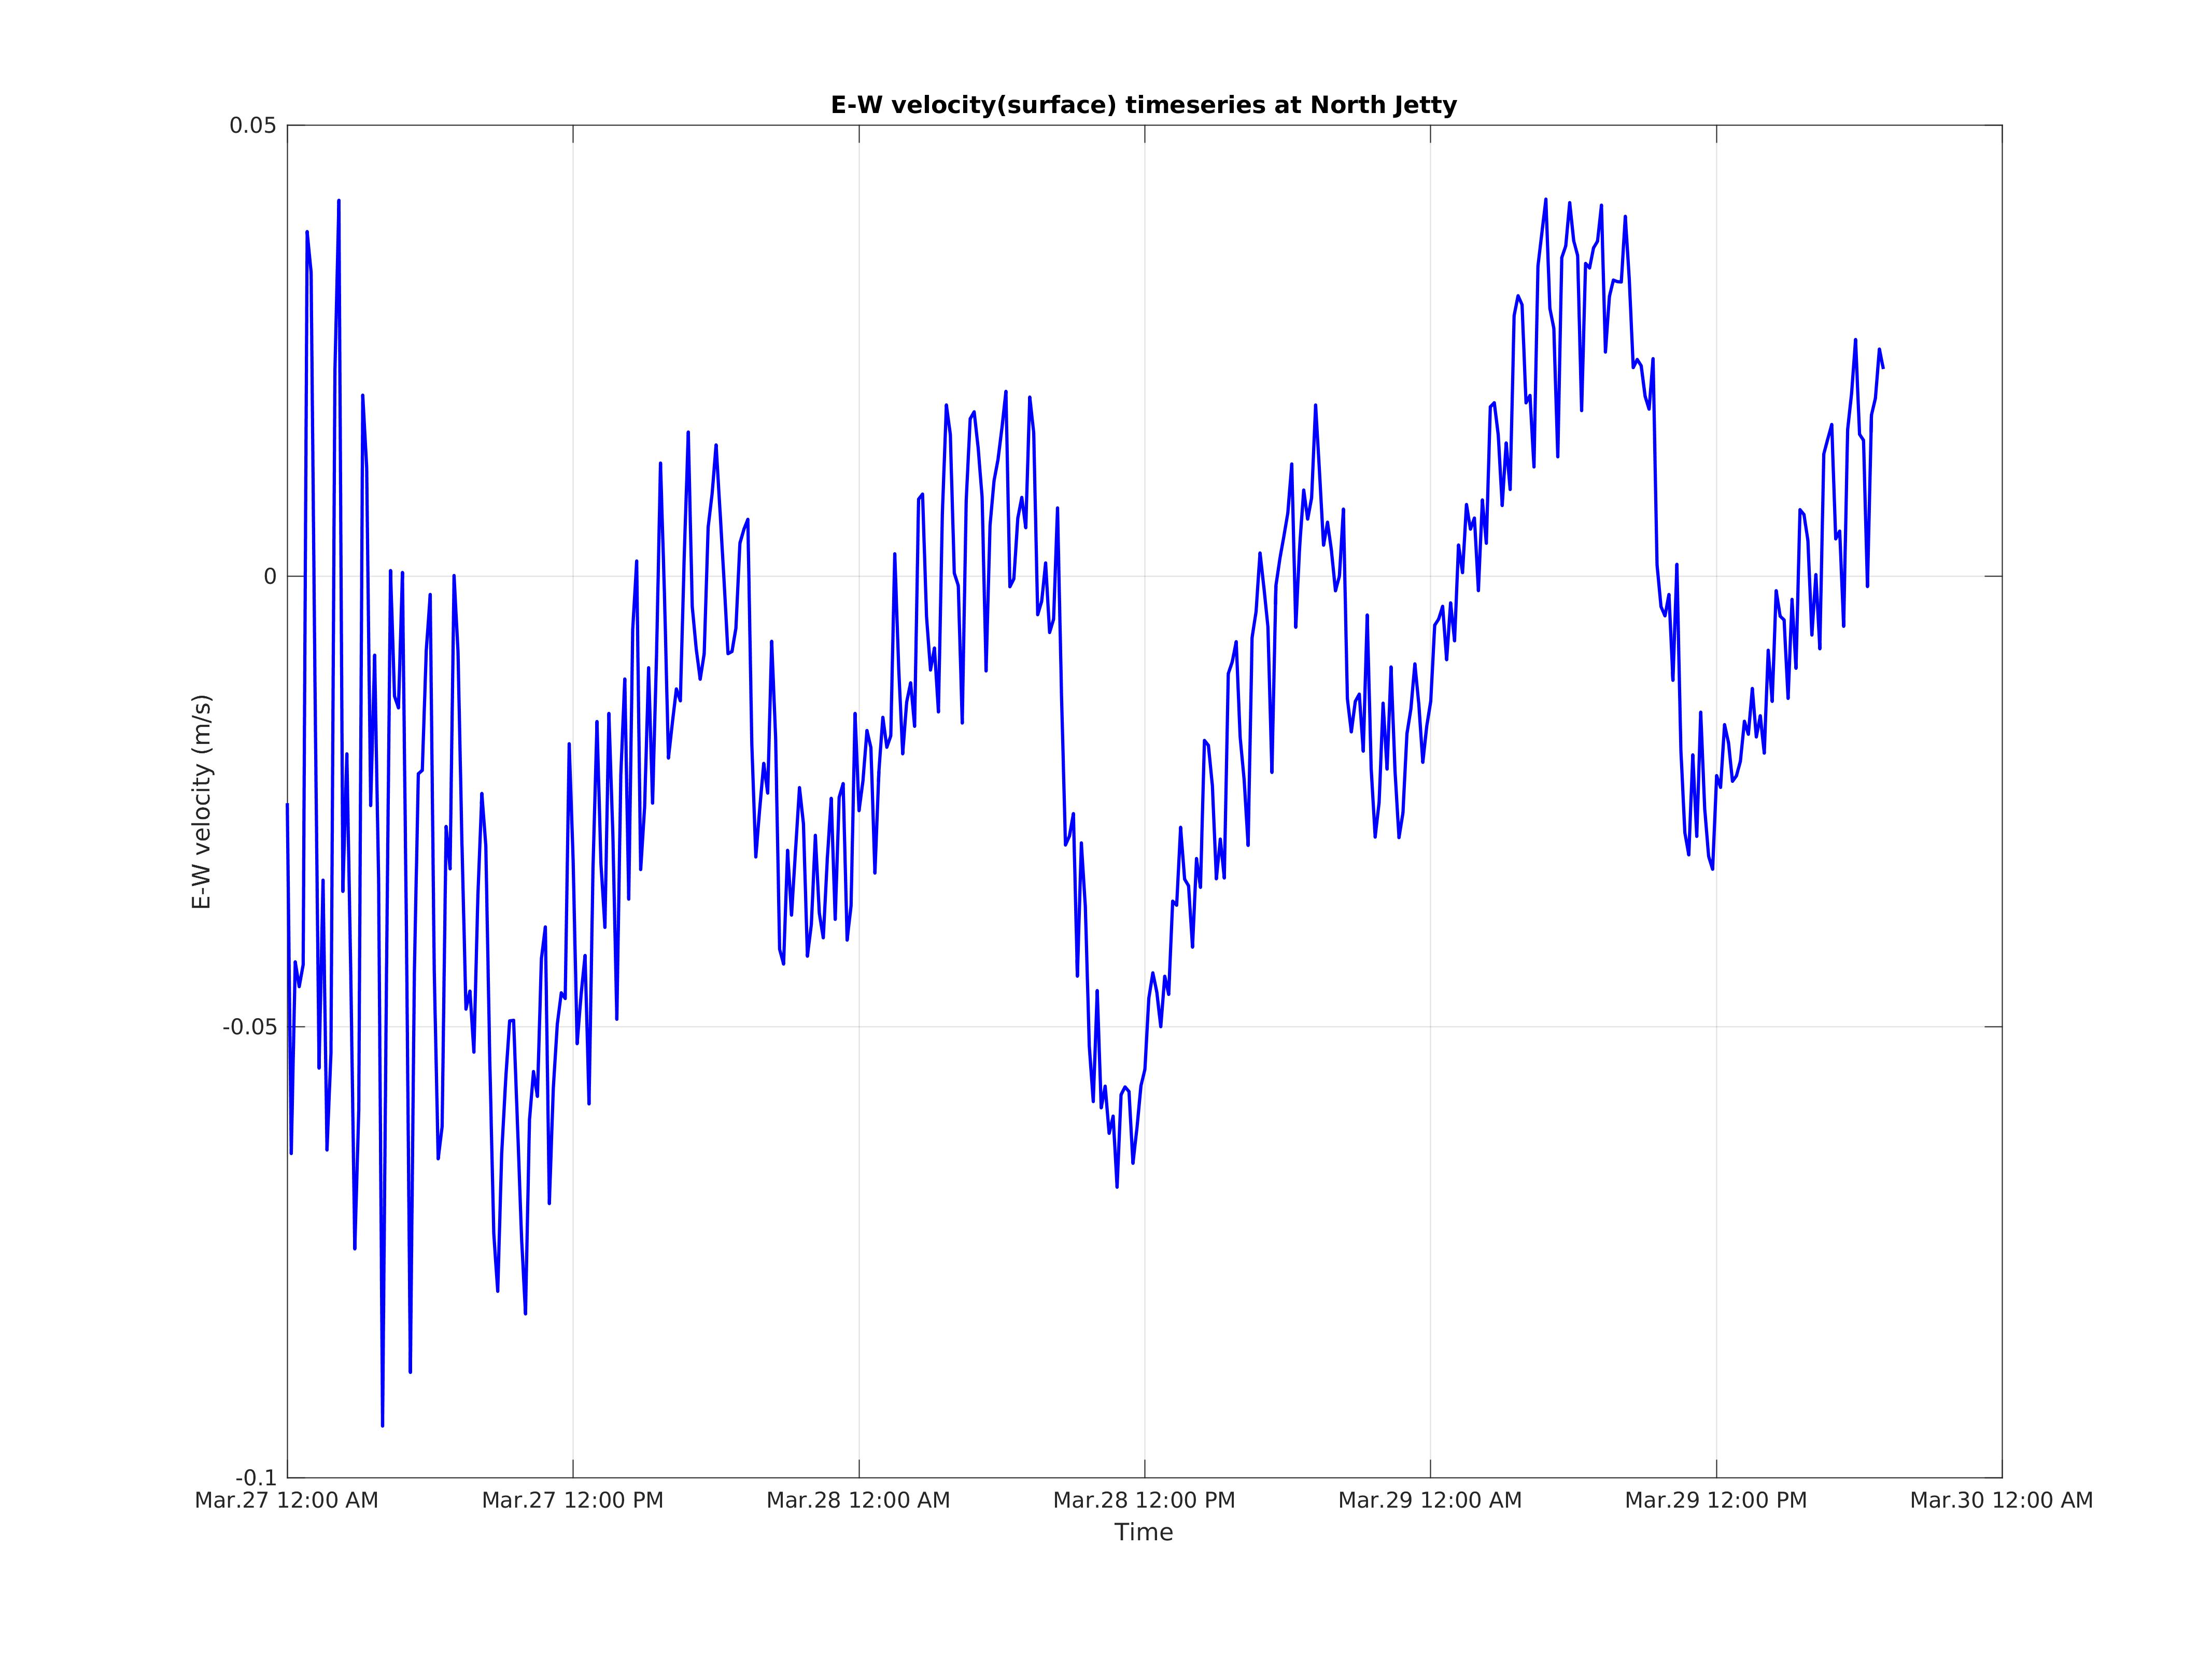 E-W velocity(surface) timeseries at North Jetty
0.05
0
-0.05
-0.1
E-W velocity (m/s)
Mar.27 12:00 AM
Mar.27 12:00 PM
Mar.28 12:00 AM
Mar.28 12:00 PM
Mar.29 12:00 AM
Mar.29 12:00 PM
Mar.30 12:00 AM
Time